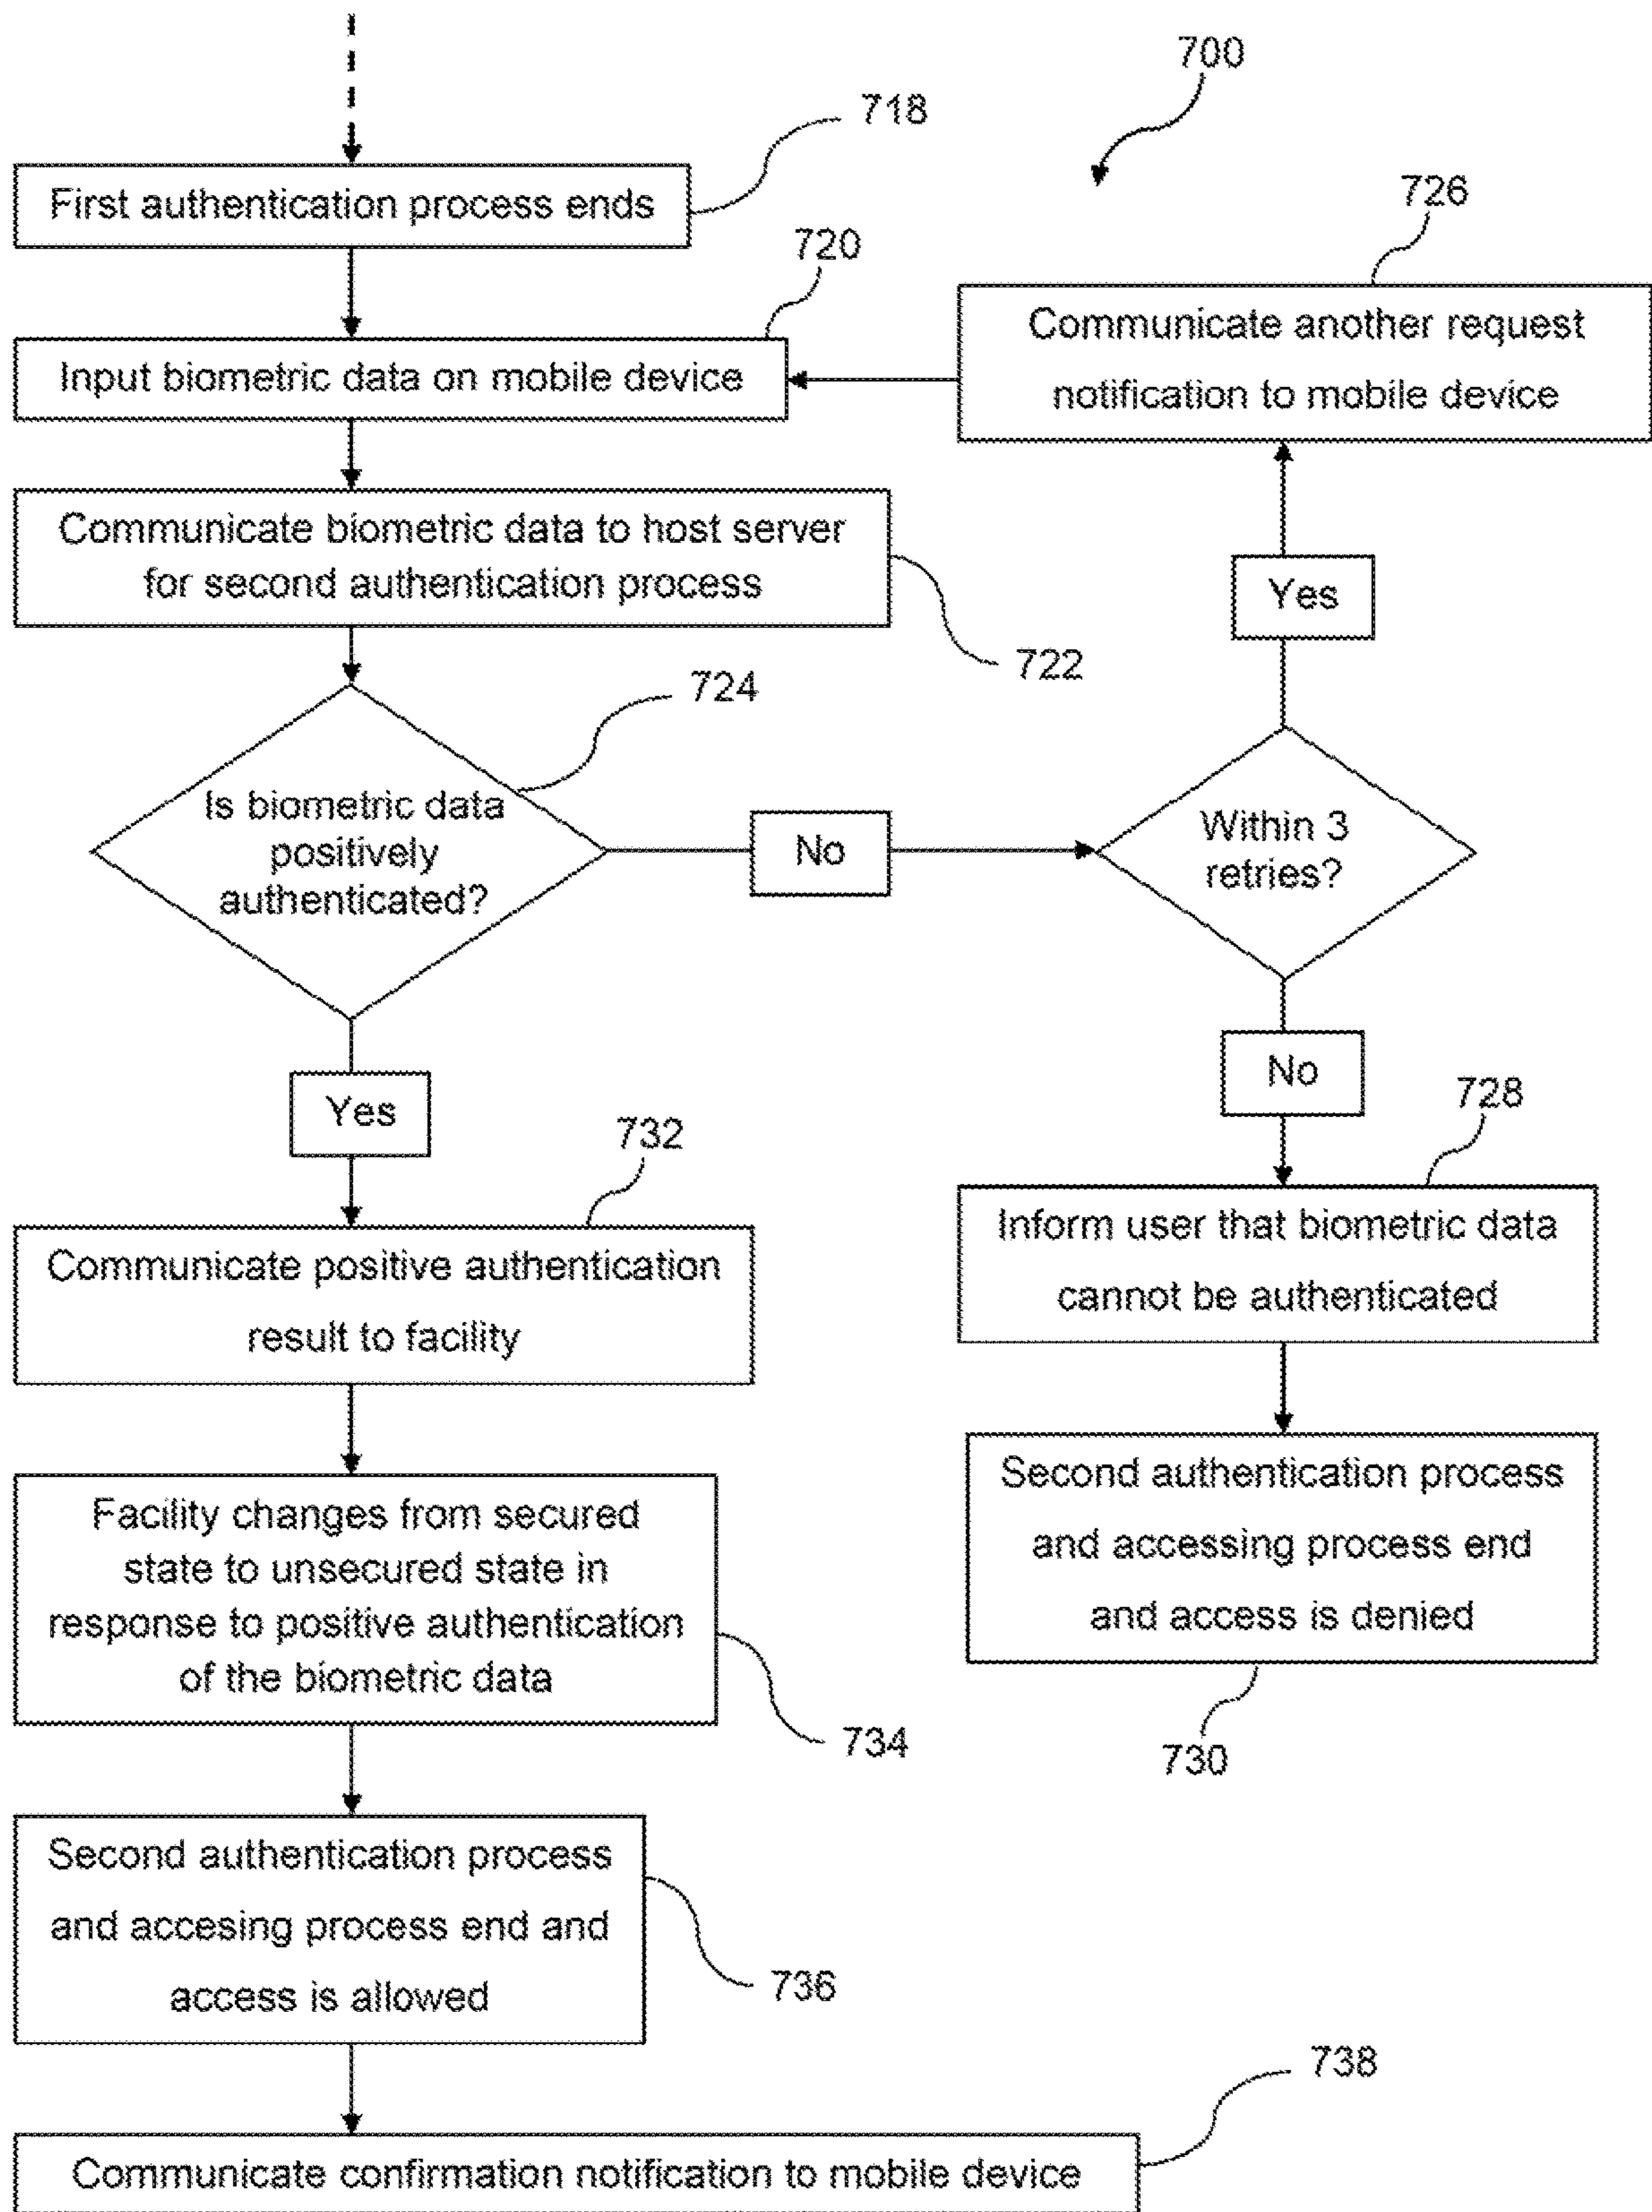 700
718
First authentication process ends
726
720
Communicate another request
notification to mobile device
Input biometric data on mobile device
Communicate biometric data to host server
for second authentication process
Yes
722
724
Is biometric data
positively
authenticated?
No
Within 3
retries?
Yes
No
732
728
Communicate positive authentication
result to facility
Inform user that biometric data
cannot be authenticated
Facility changes from secured
state to unsecured state in
response to positive authentication
of the biometric data
734
Second authentication process
and accessing process end
and access is denied
730
Second authentication process
and accesing process end and
access is allowed
736
738
Communicate confirmation notification to mobile device